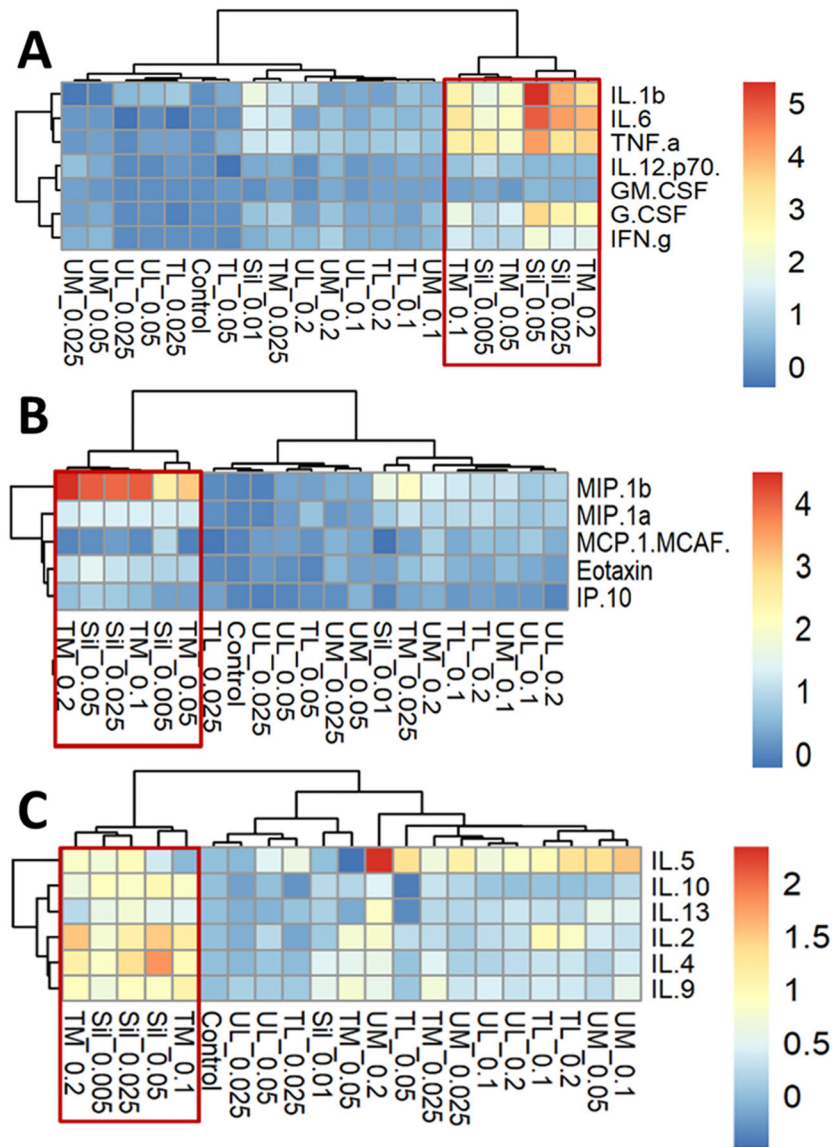 A
IL.1b
IL.6
TNF.a
IL.12.p70.
GM.CSF
G.CSF
IFN.g
5
4
3
2
1
0
UM_0.025
UM_0.05
UL_0.025
UL_0.05
TL_0.025
Control
TL_0.05
Sil_0.01
TM_0.025
UL_0.2
UM_0.2
UL_0.1
TL_0.2
TL_0.1
UM_0.1
TM_0.1
Sil_0.005
TM_0.05
Sil_0.05
Sil_0.025
TM_0.2
B
MIP.1b
MIP.1a
MCP.1.MCAF.
Eotaxin
IP.10
4
3
2
1
0
TM_0.2
Sil_0.05
Sil_0.025
TM_0.1
Sil_0.005
TM_0.05
TL_0.025
Control
UL_0.025
UL_0.05
TL_0.05
UM_0.025
UM_0.05
Sil_0.01
TM_0.025
UM_0.2
TL_0.1
TL_0.2
UM_0.1
UL_0.1
UL_0.2
C
IL.5
IL.10
IL.13
IL.2
IL.4
IL.9
2
1.5
1
0.5
0
TM_0.2
Sil_0.005
Sil_0.025
Sil_0.05
TM_0.1
Control
UL_0.025
UL_0.05
TL_0.025
Sil_0.01
TM_0.05
UM_0.2
TL_0.05
TM_0.025
UM_0.025
UL_0.1
UL_0.2
TL_0.1
TL_0.2
UM_0.05
UM_0.1